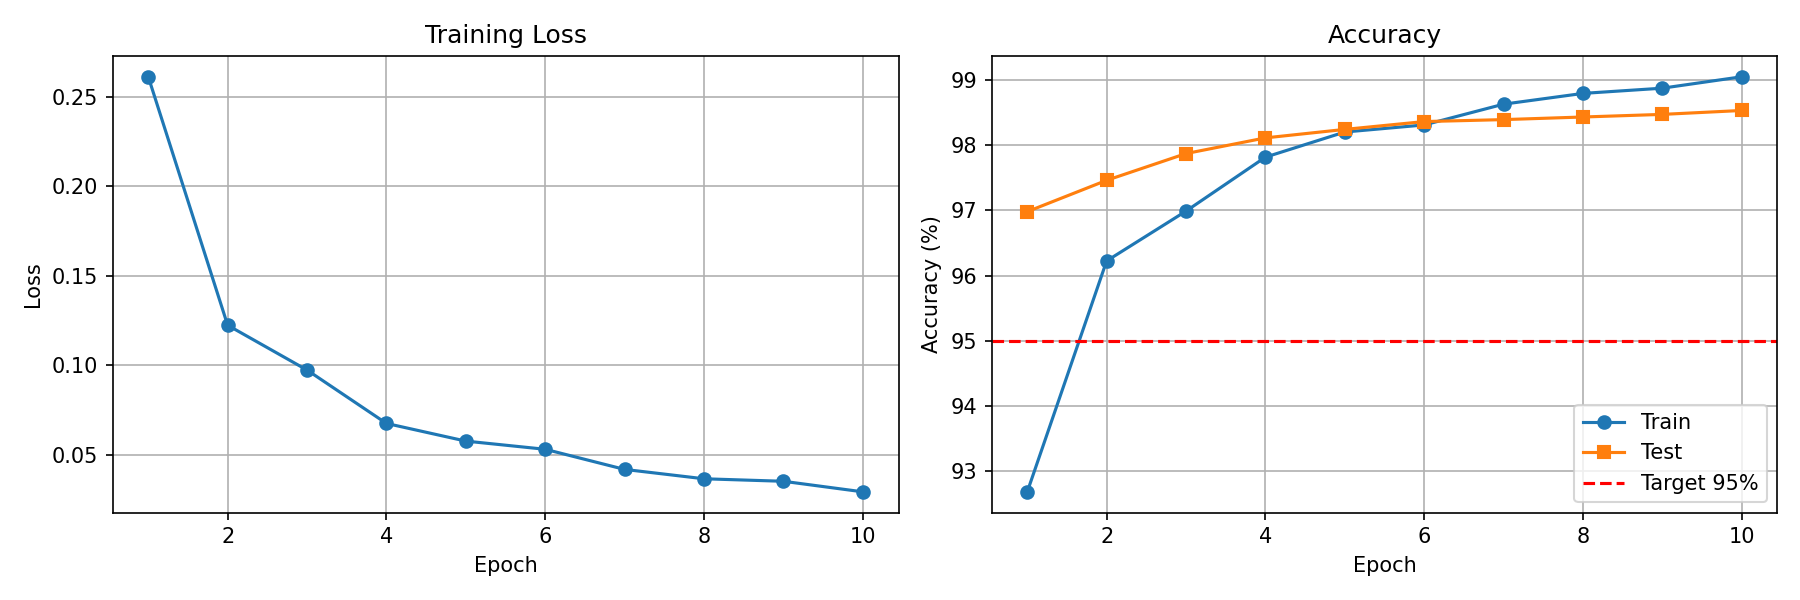 Training Loss
Loss
0.25
0.20
0.15
0.10
0.05
2 4 6 8 10
Epoch
Accuracy
Accuracy (%)
99
98
97
96
95
94
93
Train
Test
Target 95%
2 4 6 8 10
Epoch